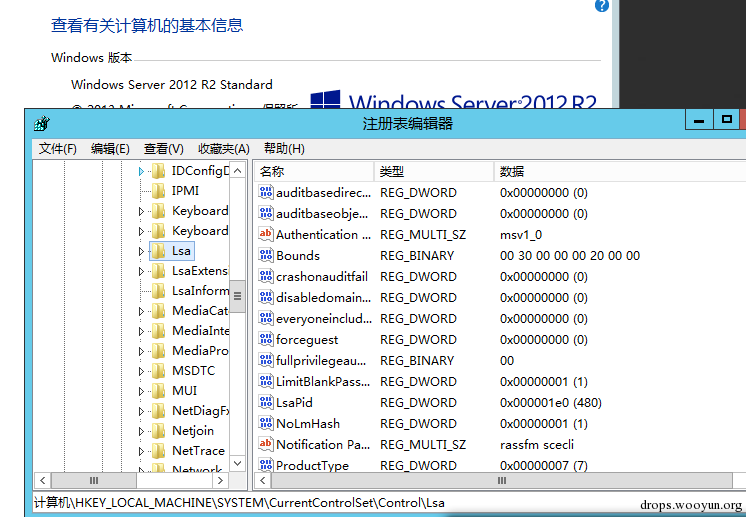 查看有关计算机的基本信息
Windows 版本
Windows Server 2012 R2 Standard
Windows Server 2012 R2
注册表编辑器
文件(F) 编辑(E) 查看(V) 收藏夹(A) 帮助(H)
名称 类型 数据
IDConfigD
IPMI
Keyboard
Keyboard
Lsa
LsaExtens
LsaInform
MediaCat
MediaInte
MediaPro
MSDTC
MUI
NetDiagFx
Netjoin
NetTrace
Network
auditbasedirec... REG_DWORD 0x00000000 (0)
auditbaseobje... REG_DWORD 0x00000000 (0)
Authentication ... REG_MULTI_SZ msv1_0
Bounds REG_BINARY 00 30 00 00 00 20 00 00
crashonauditfail REG_DWORD 0x00000000 (0)
disabledomain... REG_DWORD 0x00000000 (0)
everyoneinclud... REG_DWORD 0x00000000 (0)
forceguest REG_DWORD 0x00000000 (0)
fullprivilegeau... REG_BINARY 00
LimitBlankPass... REG_DWORD 0x00000001 (1)
LsaPid REG_DWORD 0x000001e0 (480)
NoLmHash REG_DWORD 0x00000001 (1)
Notification Pa... REG_MULTI_SZ rassfm scecli
ProductType REG_DWORD 0x00000007 (7)
计算机\HKEY_LOCAL_MACHINE\SYSTEM\CurrentControlSet\Control\Lsa
drops.wooyun.org